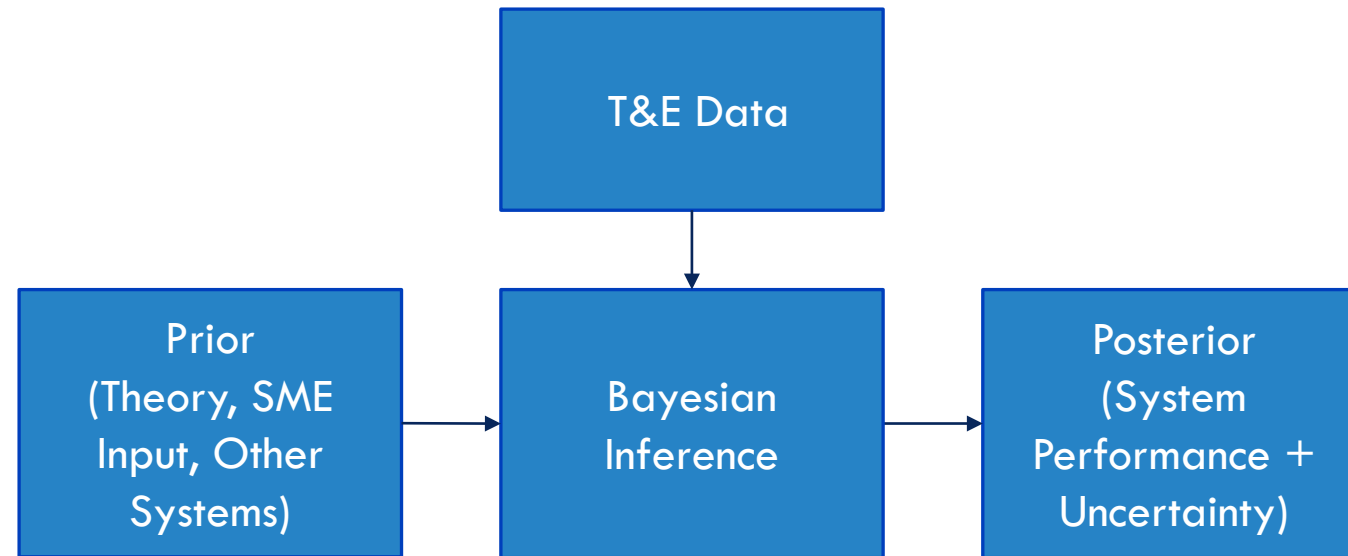 T&E Data
Prior
(Theory, SME
Input, Other
Systems)
Bayesian
Inference
Posterior
(System
Performance +
Uncertainty)